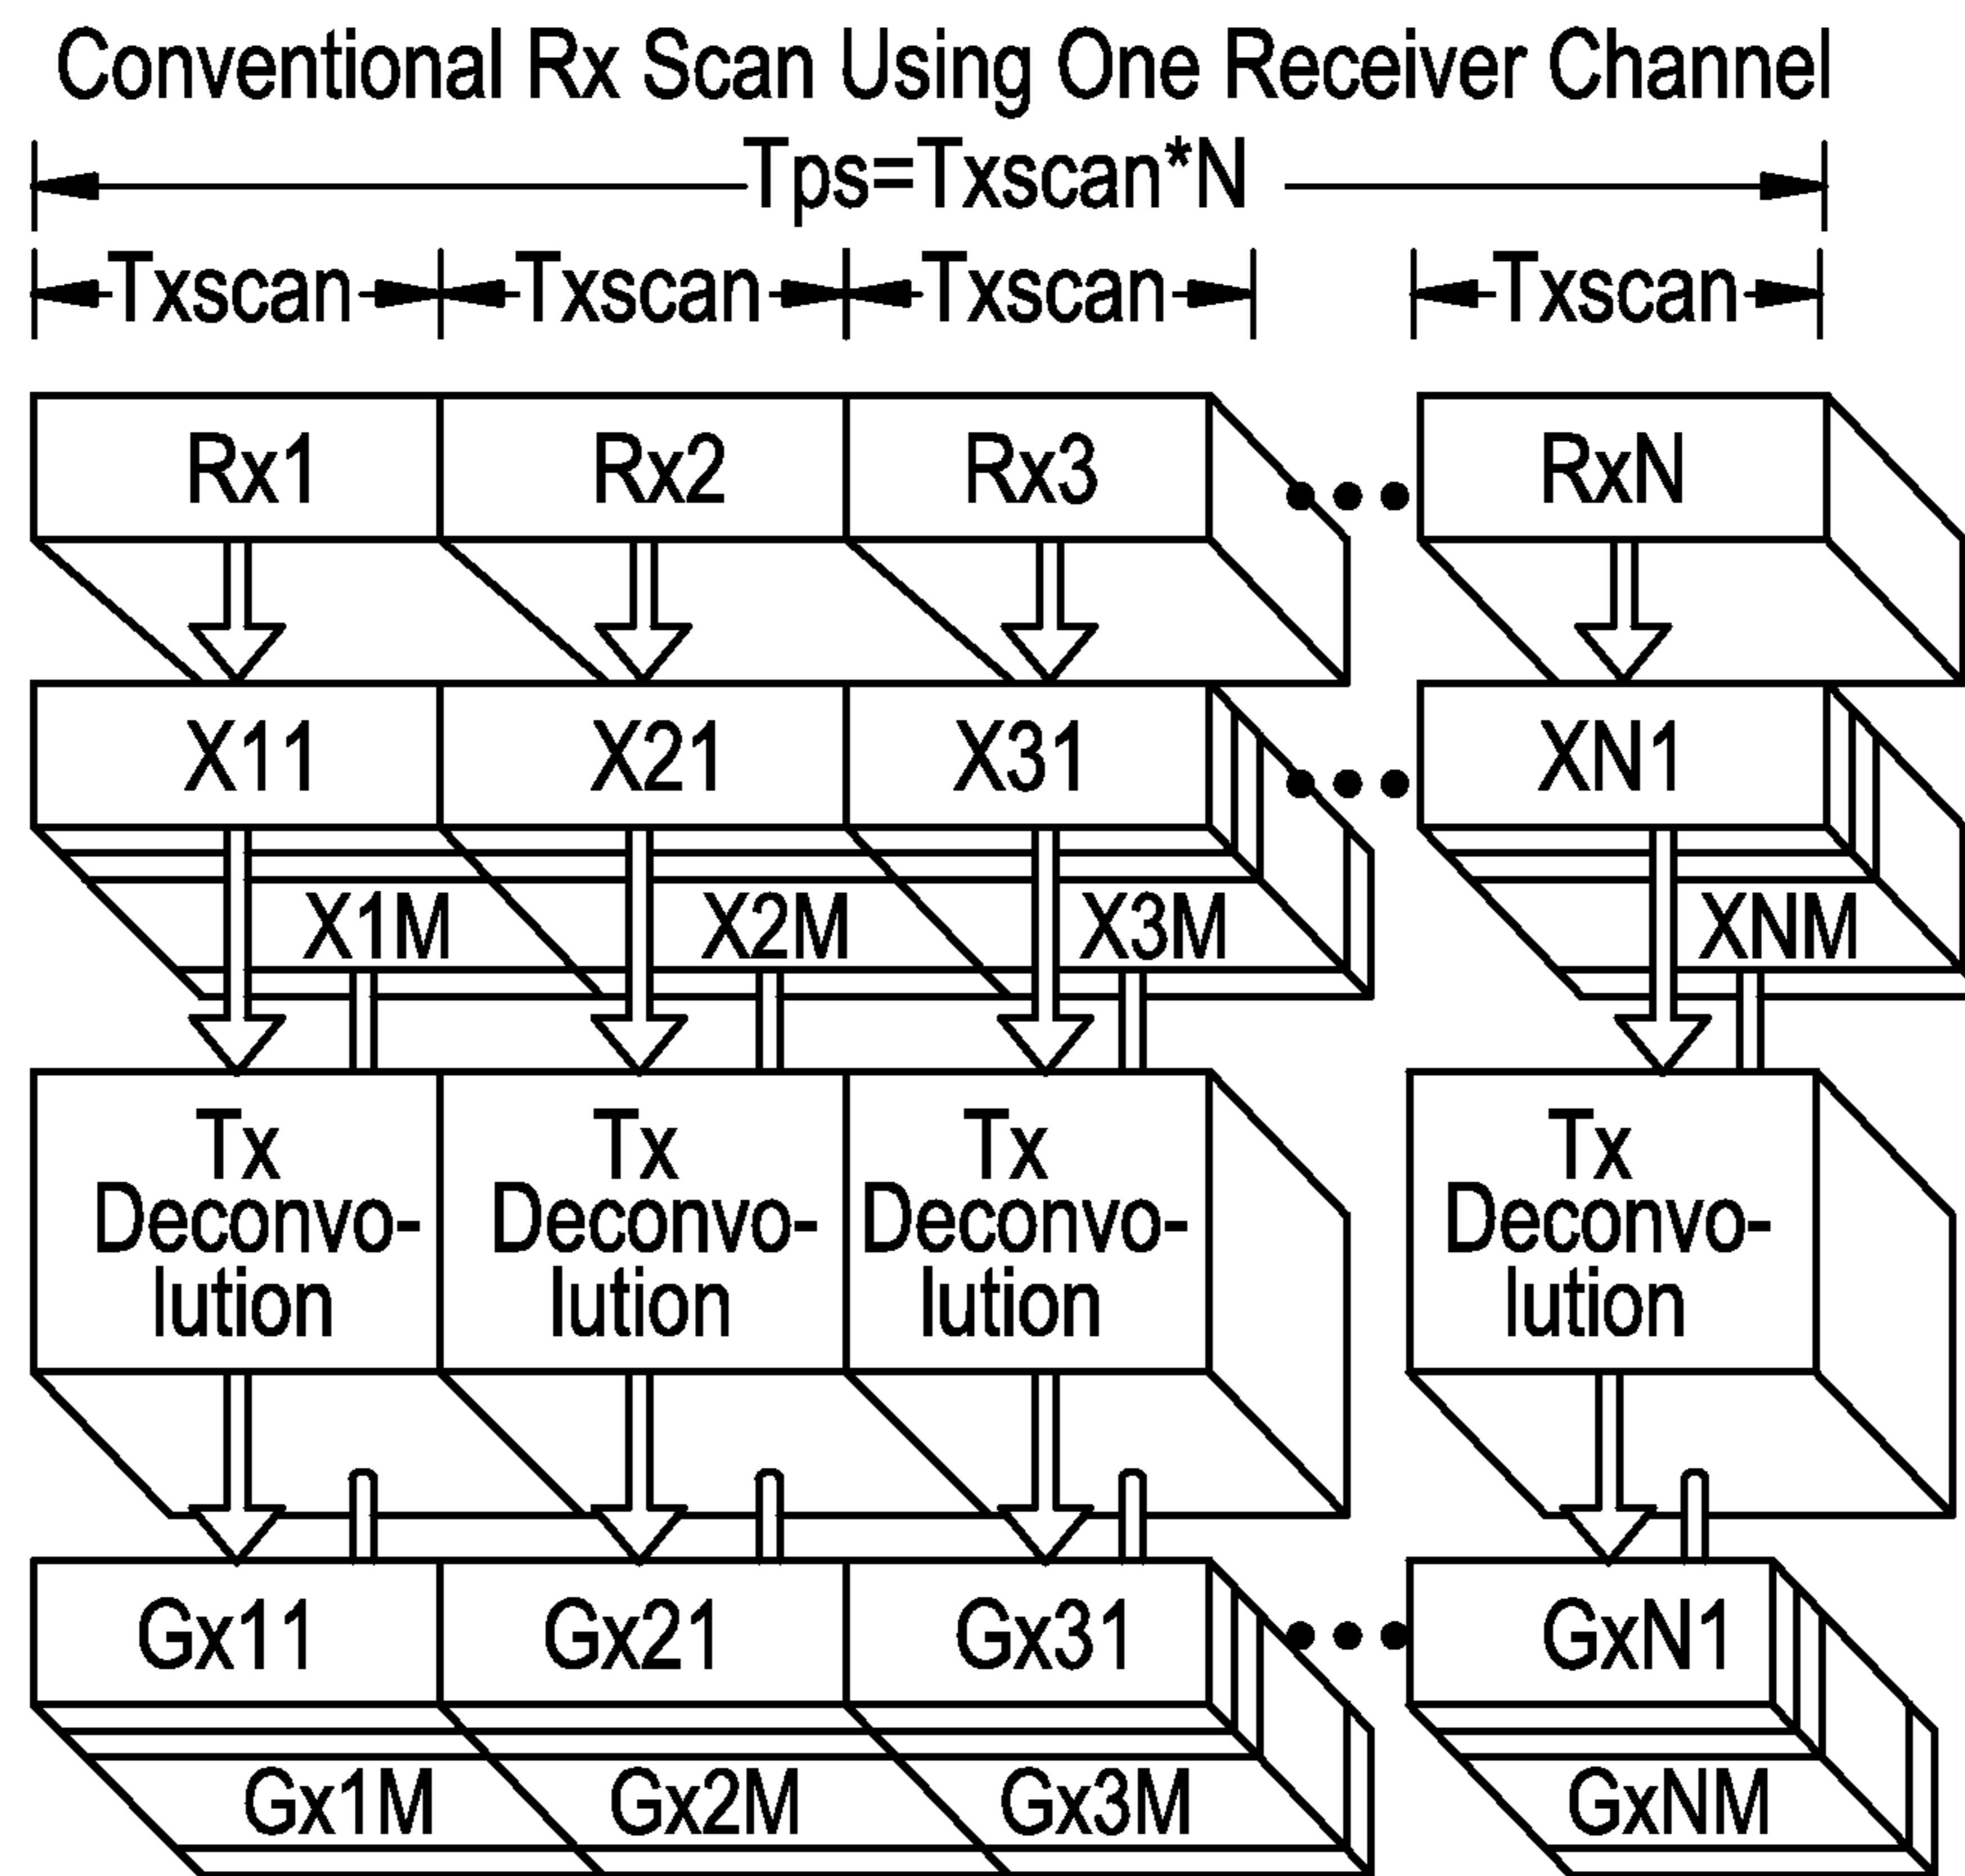 Conventional Rx Scan Using One Receiver Channel
Tps=Txscan*N
Txscan Txscan Txscan Txscan
Rx1 Rx2 Rx3 RxN
X11 X21 X31 XN1
X1M X2M X3M XNM
Tx Tx Tx Tx
Deconvo- Deconvo- Deconvo- Deconvo-
lution lution lution lution
Gx11 Gx21 Gx31 GxN1
Gx1M Gx2M Gx3M GxNM